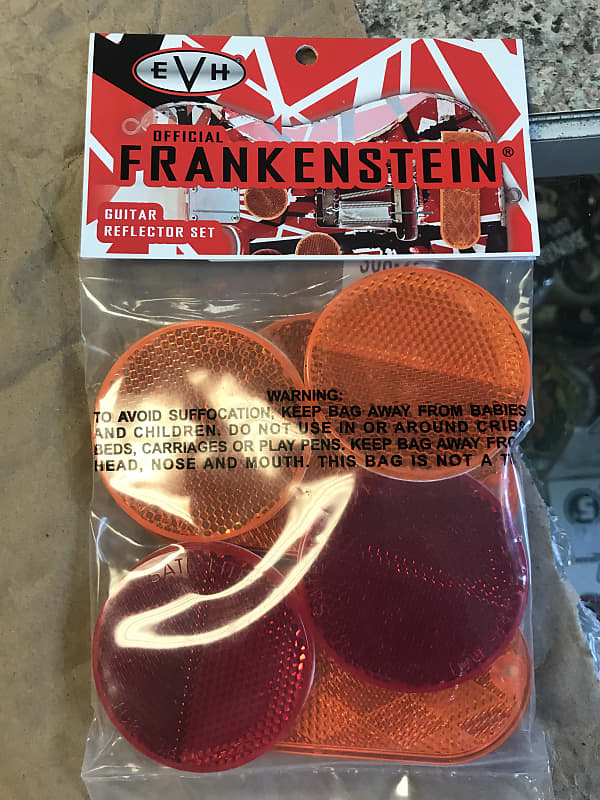 EVH
OFFICIAL
FRANKENSTEIN®
GUITAR
REFLECTOR SET
WARNING:
TO AVOID SUFFOCATION, KEEP BAG AWAY FROM BABIES
AND CHILDREN. DO NOT USE IN OR AROUND CRIBS
BEDS, CARRIAGES OR PLAY PENS. KEEP BAG AWAY FRO
HEAD, NOSE AND MOUTH. THIS BAG IS NOT A T